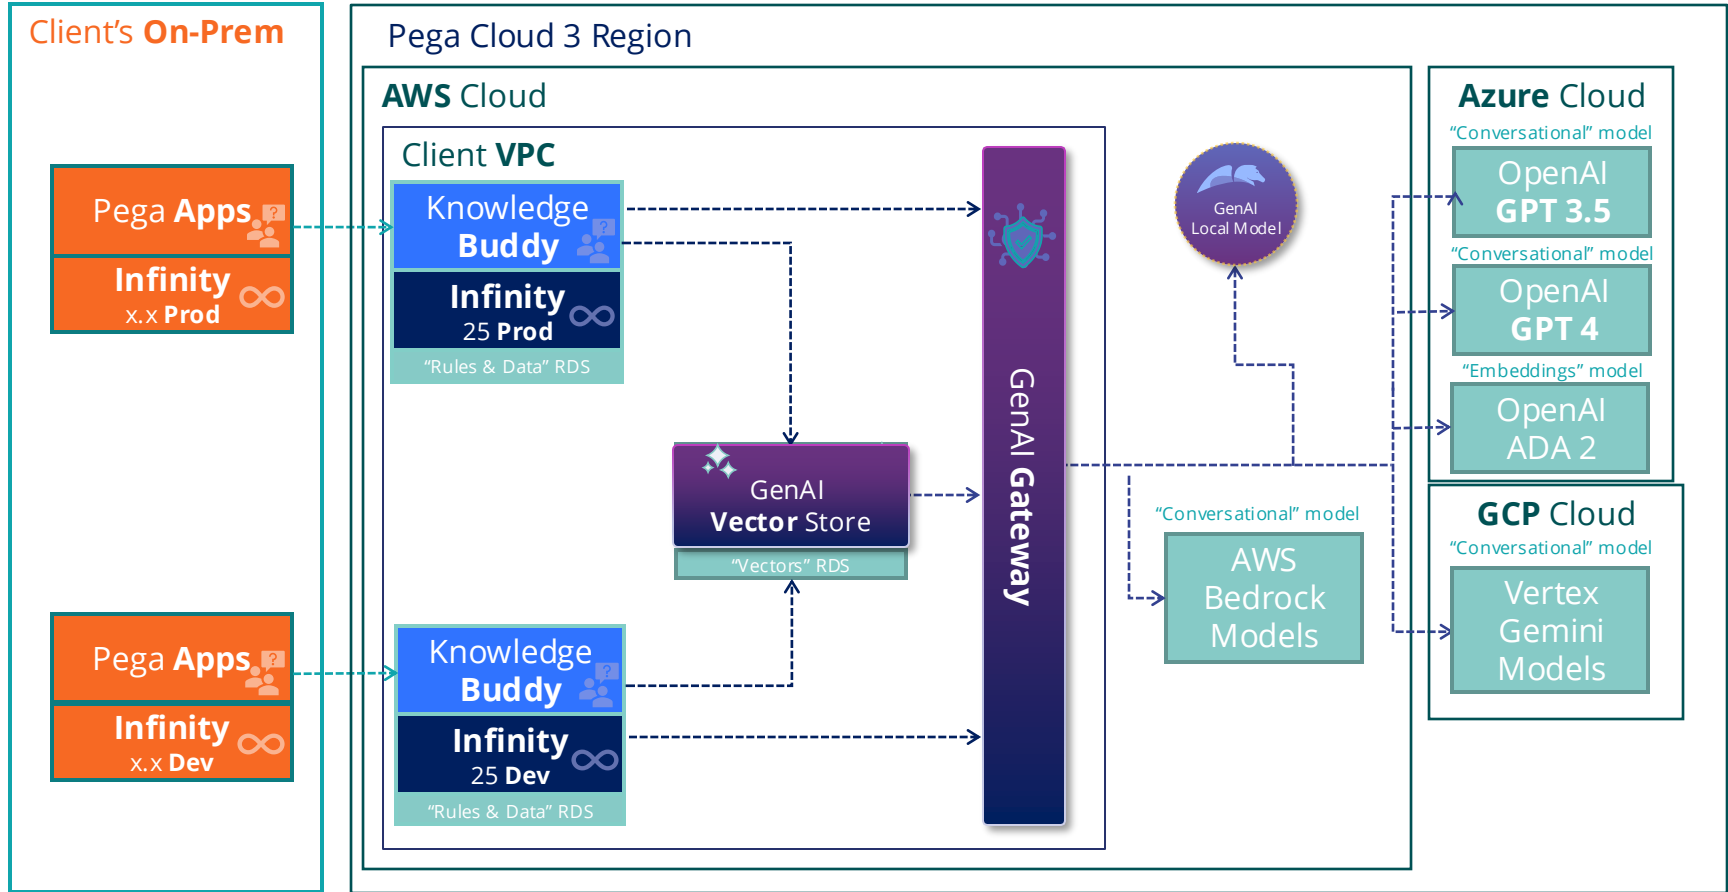 Client’s On-Prem
Pega Apps
?
Infinity
x.x Prod
Pega Apps
?
Infinity
x.x Dev
Pega Cloud 3 Region
AWS Cloud
Client VPC
Knowledge
Buddy
?
Infinity
25 Prod
“Rules & Data” RDS
GenAI
Vector Store
“Vectors” RDS
Knowledge
Buddy
?
Infinity
25 Dev
“Rules & Data” RDS
GenAI Gateway
GenAI
Local Model
“Conversational” model
AWS
Bedrock
Models
Azure Cloud
“Conversational” model
OpenAI
GPT 3.5
“Conversational” model
OpenAI
GPT 4
“Embeddings” model
OpenAI
ADA 2
GCP Cloud
“Conversational” model
Vertex
Gemini
Models